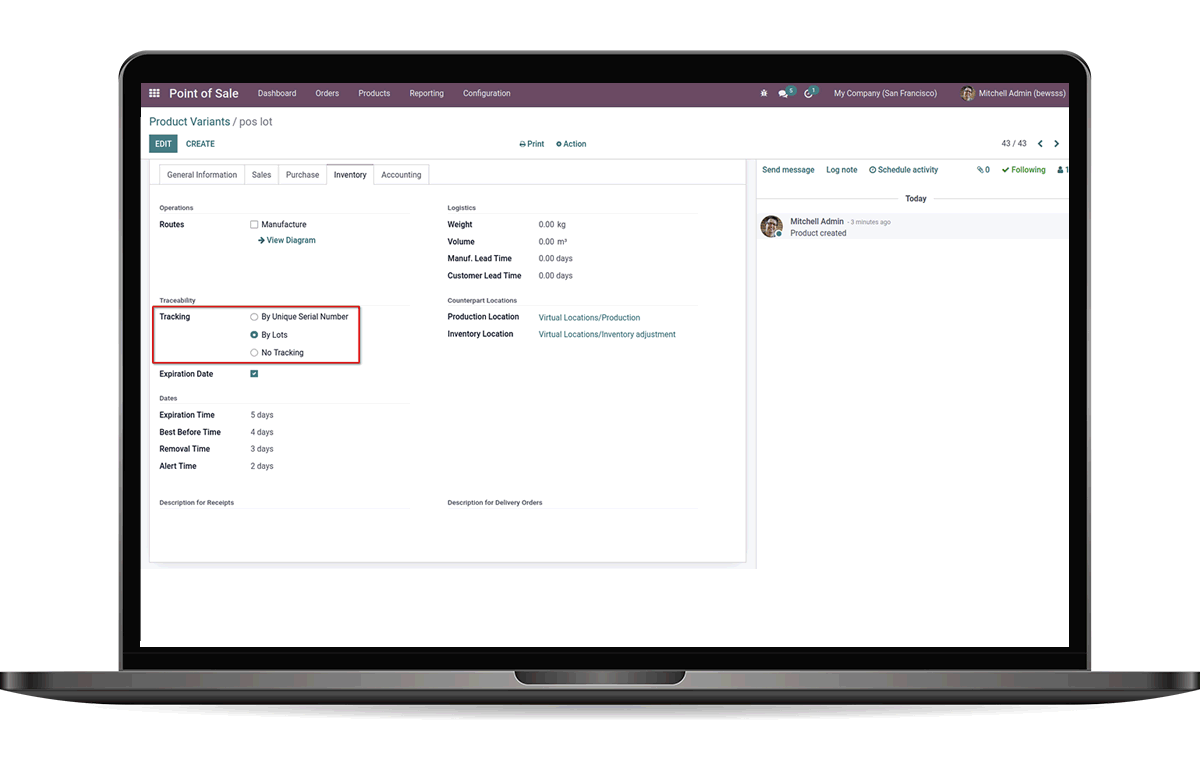 Point of Sale Dashboard Orders Products Reporting Configuration 5 1 My Company (San Francisco) Mitchell Admin (bewsss)
Product Variants / pos lot
EDIT CREATE Print Action 43 / 43
General Information Sales Purchase Inventory Accounting
Send message Log note Schedule activity 0 Following 1
Today
Mitchell Admin - 3 minutes ago
Product created
Operations
Routes Manufacture
View Diagram
Logistics
Weight 0.00 kg
Volume 0.00 m³
Manuf. Lead Time 0.00 days
Customer Lead Time 0.00 days
Traceability
Tracking By Unique Serial Number
By Lots
No Tracking
Expiration Date
Counterpart Locations
Production Location Virtual Locations/Production
Inventory Location Virtual Locations/Inventory adjustment
Dates
Expiration Time 5 days
Best Before Time 4 days
Removal Time 3 days
Alert Time 2 days
Description for Receipts
Description for Delivery Orders